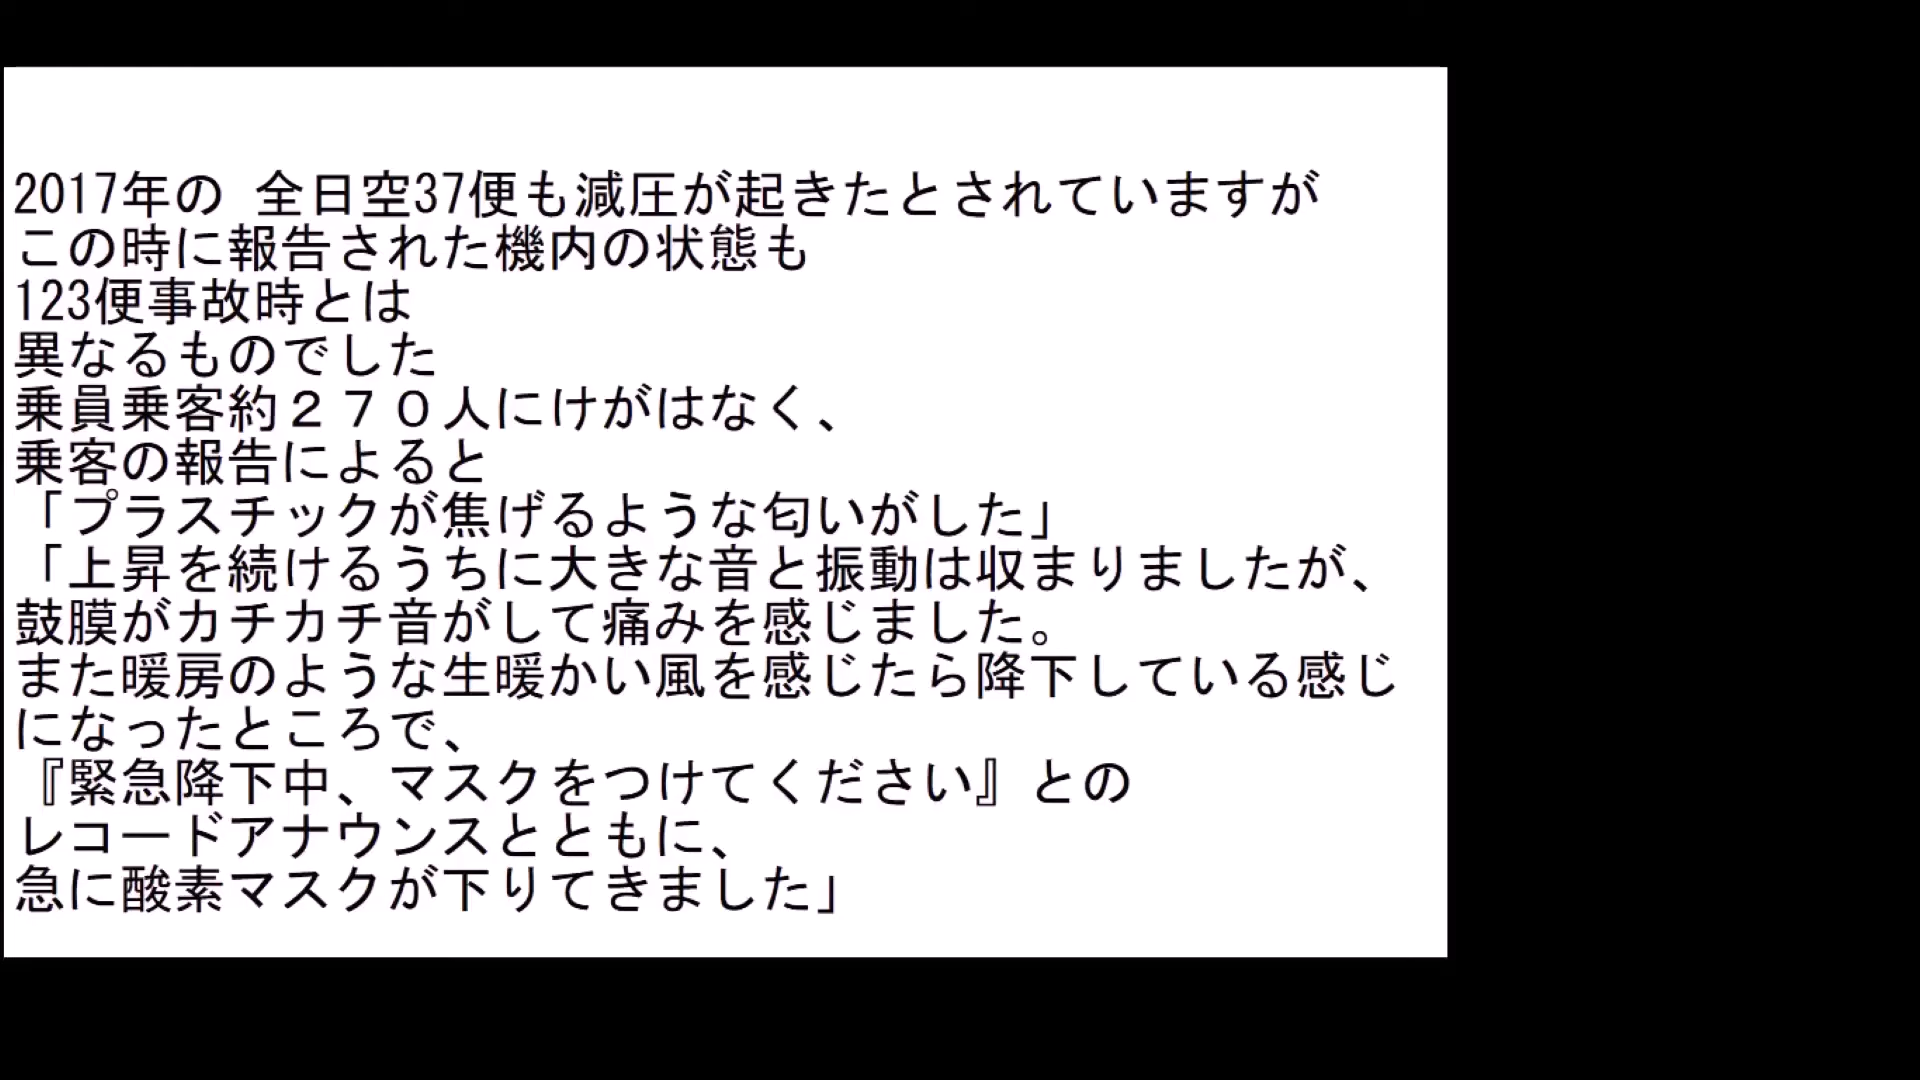 2017年の 全日空37便も減圧が起きたとされていますが
この時に報告された機内の状態も
123便事故時とは
異なるものでした
乗員乗客約２７０人にけがはなく、
乗客の報告によると
「プラスチックが焦げるような匂いがした」
「上昇を続けるうちに大きな音と振動は収まりましたが、
鼓膜がカチカチ音がして痛みを感じました。
また暖房のような生暖かい風を感じたら降下している感じ
になったところで、
『緊急降下中、マスクをつけてください』との
レコードアナウンスとともに、
急に酸素マスクが下りてきました」